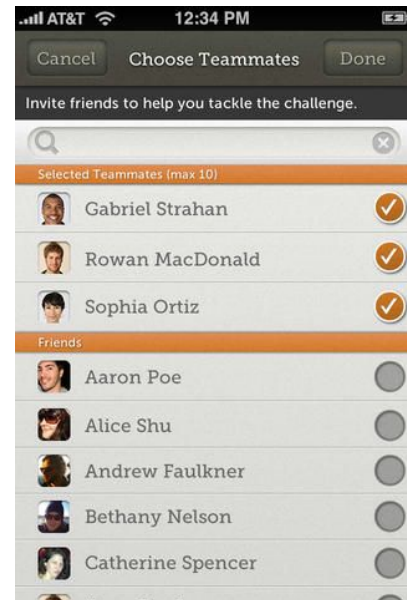 AT&T 12:34 PM
Cancel Choose Teammates Done
Invite friends to help you tackle the challenge.
Selected Teammates (max 10)
Gabriel Strahan
Rowan MacDonald
Sophia Ortiz
Friends
Aaron Poe
Alice Shu
Andrew Faulkner
Bethany Nelson
Catherine Spencer